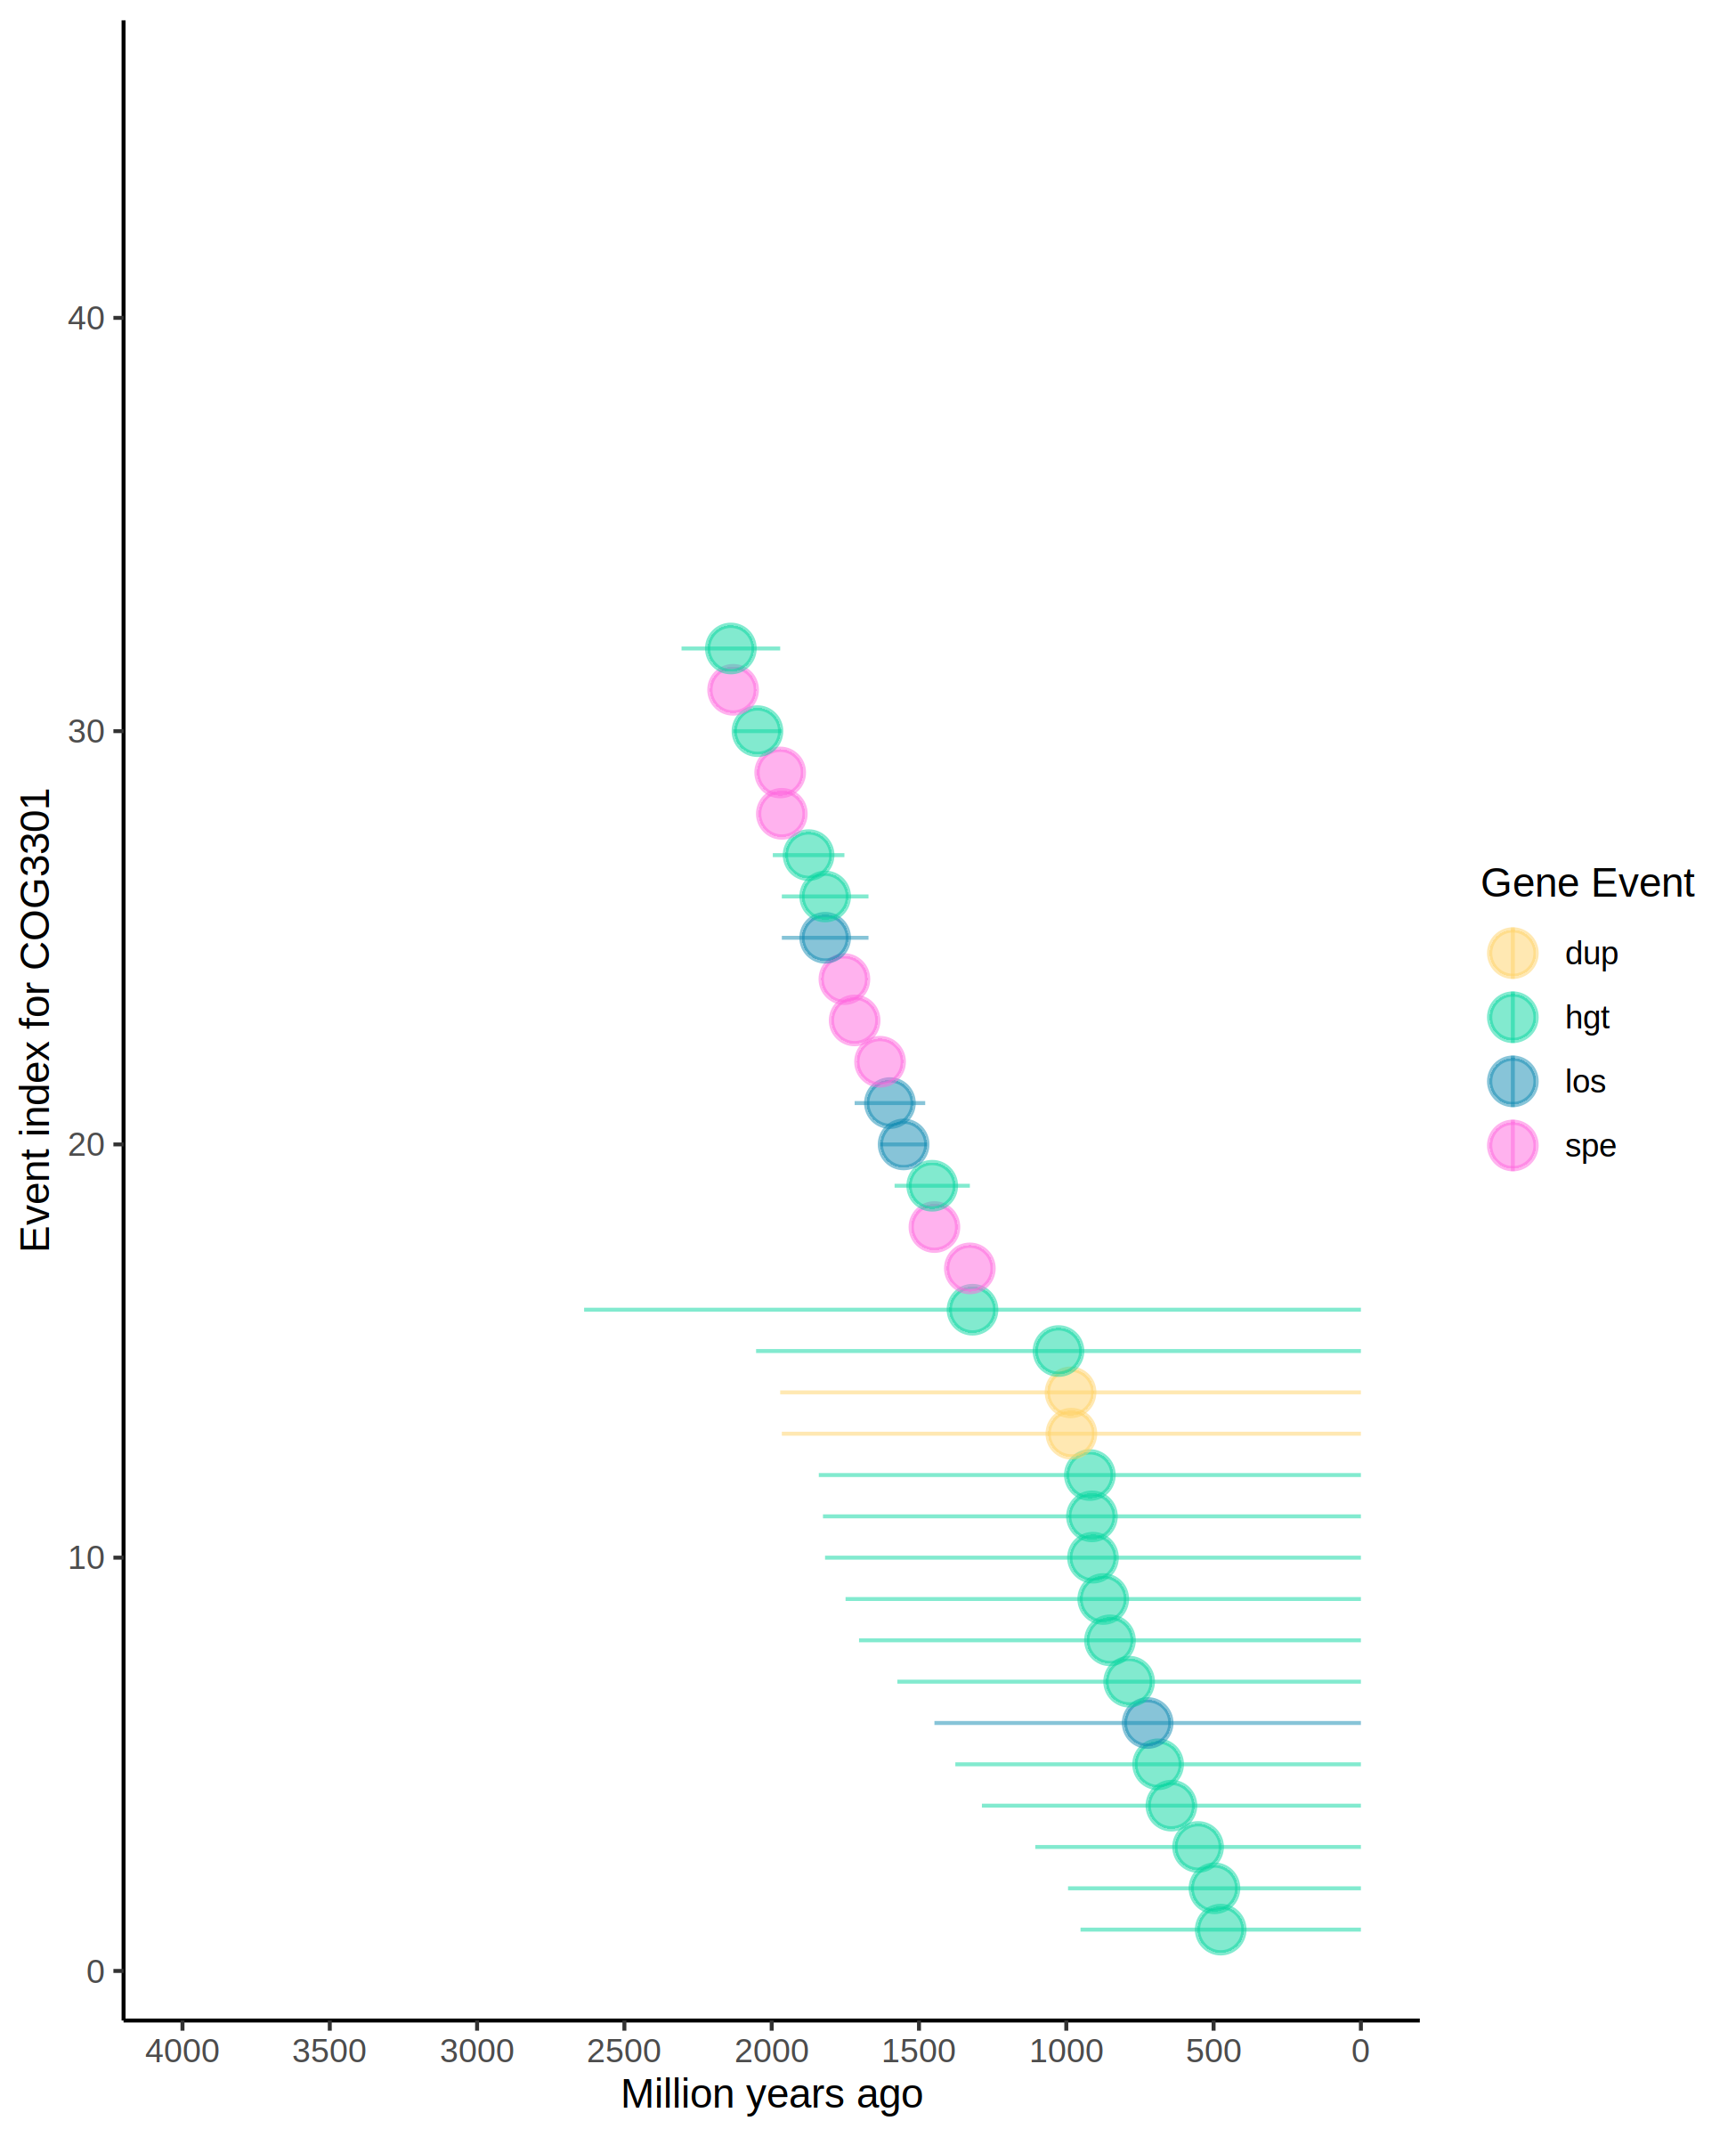 Event index for COG3301
40
30
20
10
0
4000 3500 3000 2500 2000 1500 1000 500 0
Million years ago
Gene Event
dup
hgt
los
spe